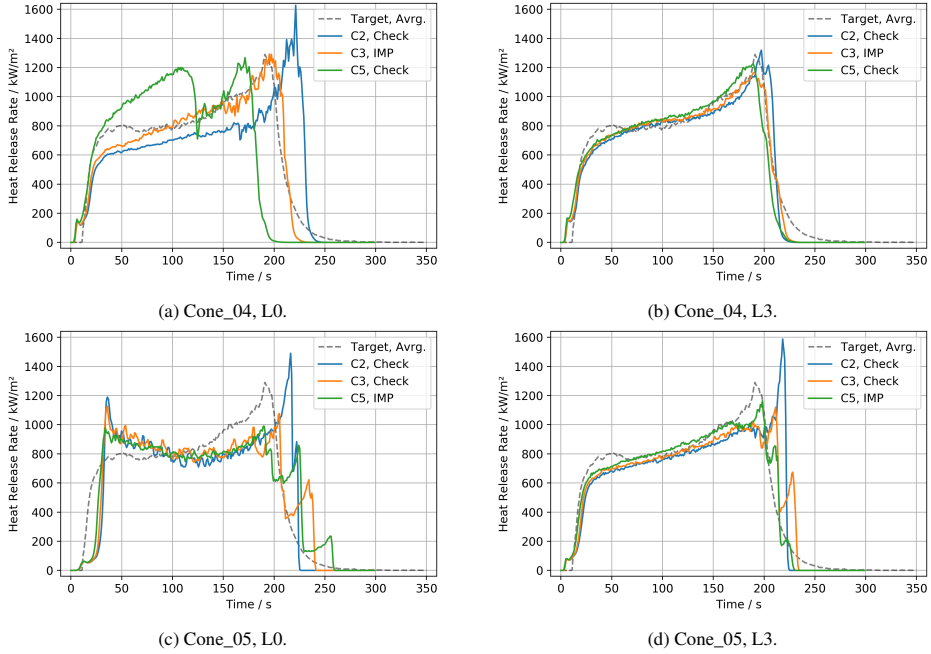 Heat Release Rate / kW/m²
1600
1400
1200
1000
800
600
400
200
0
Target, Avrg.
C2, Check
C3, IMP
C5, Check
0 50 100 150 200 250 300 350
Time / s
(a) Cone_04, L0.
Heat Release Rate / kW/m²
1600
1400
1200
1000
800
600
400
200
0
Target, Avrg.
C2, Check
C3, IMP
C5, Check
0 50 100 150 200 250 300 350
Time / s
(b) Cone_04, L3.
Heat Release Rate / kW/m²
1600
1400
1200
1000
800
600
400
200
0
Target, Avrg.
C2, Check
C3, Check
C5, IMP
0 50 100 150 200 250 300 350
Time / s
(c) Cone_05, L0.
Heat Release Rate / kW/m²
1600
1400
1200
1000
800
600
400
200
0
Target, Avrg.
C2, Check
C3, Check
C5, IMP
0 50 100 150 200 250 300 350
Time / s
(d) Cone_05, L3.